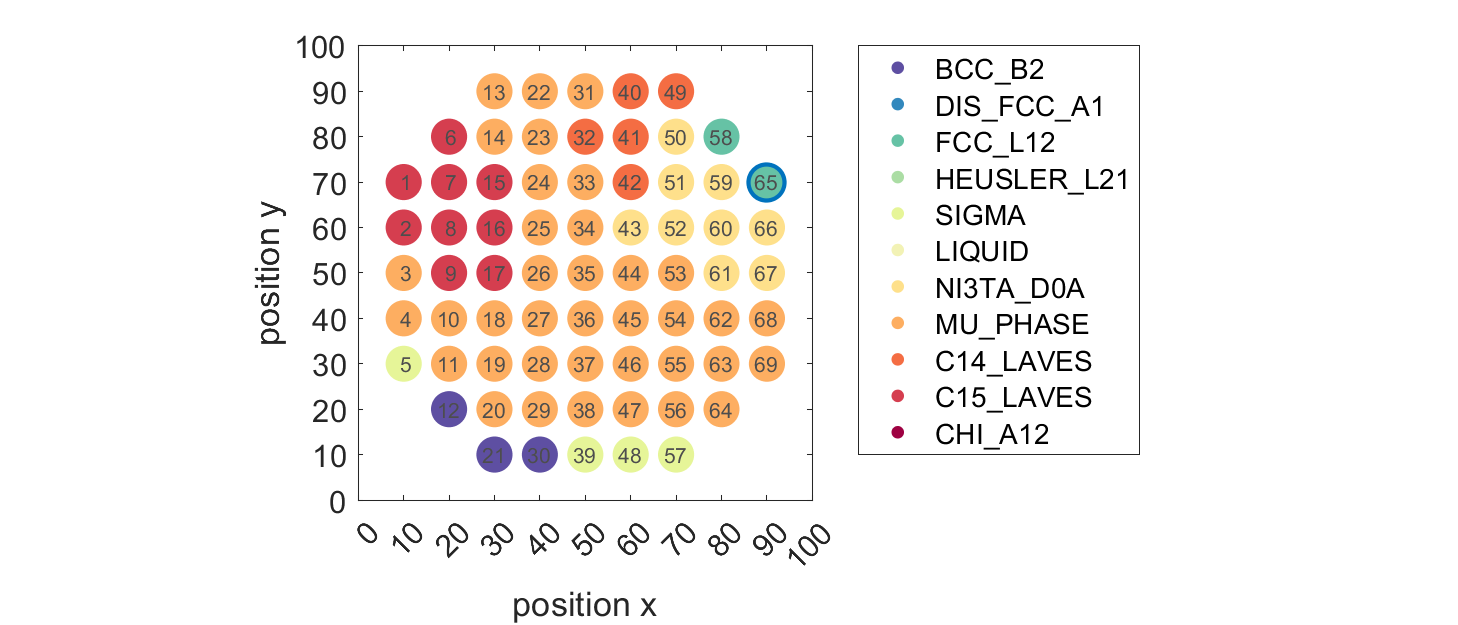 100
90
80
70
60
50
40
30
20
10
0
position y
13 22 31 40 49
6 14 23 32 41 50 58
1 7 15 24 33 42 51 59 65
2 8 16 25 34 43 52 60 66
3 9 17 26 35 44 53 61 67
4 10 18 27 36 45 54 62 68
5 11 19 28 37 46 55 63 69
12 20 29 38 47 56 64
21 30 39 48 57
0 10 20 30 40 50 60 70 80 90 100
position x
BCC_B2
DIS_FCC_A1
FCC_L12
HEUSLER_L21
SIGMA
LIQUID
NI3TA_D0A
MU_PHASE
C14_LAVES
C15_LAVES
CHI_A12